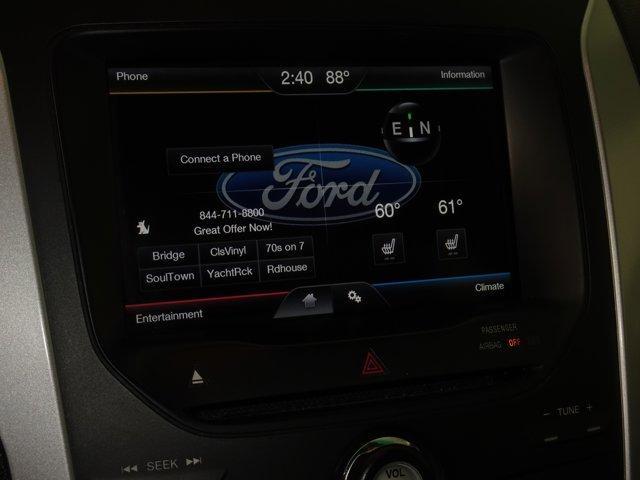 Phone 2:40 88° Information
E N
Connect a Phone
Ford
60° 61°
844-711-8800
Great Offer Now!
Bridge ClsVinyl 70s on 7
SoulTown YachtRck Rdhouse
Entertainment Climate
PASSENGER
AIRBAG OFF
- TUNE +
SEEK
VOL